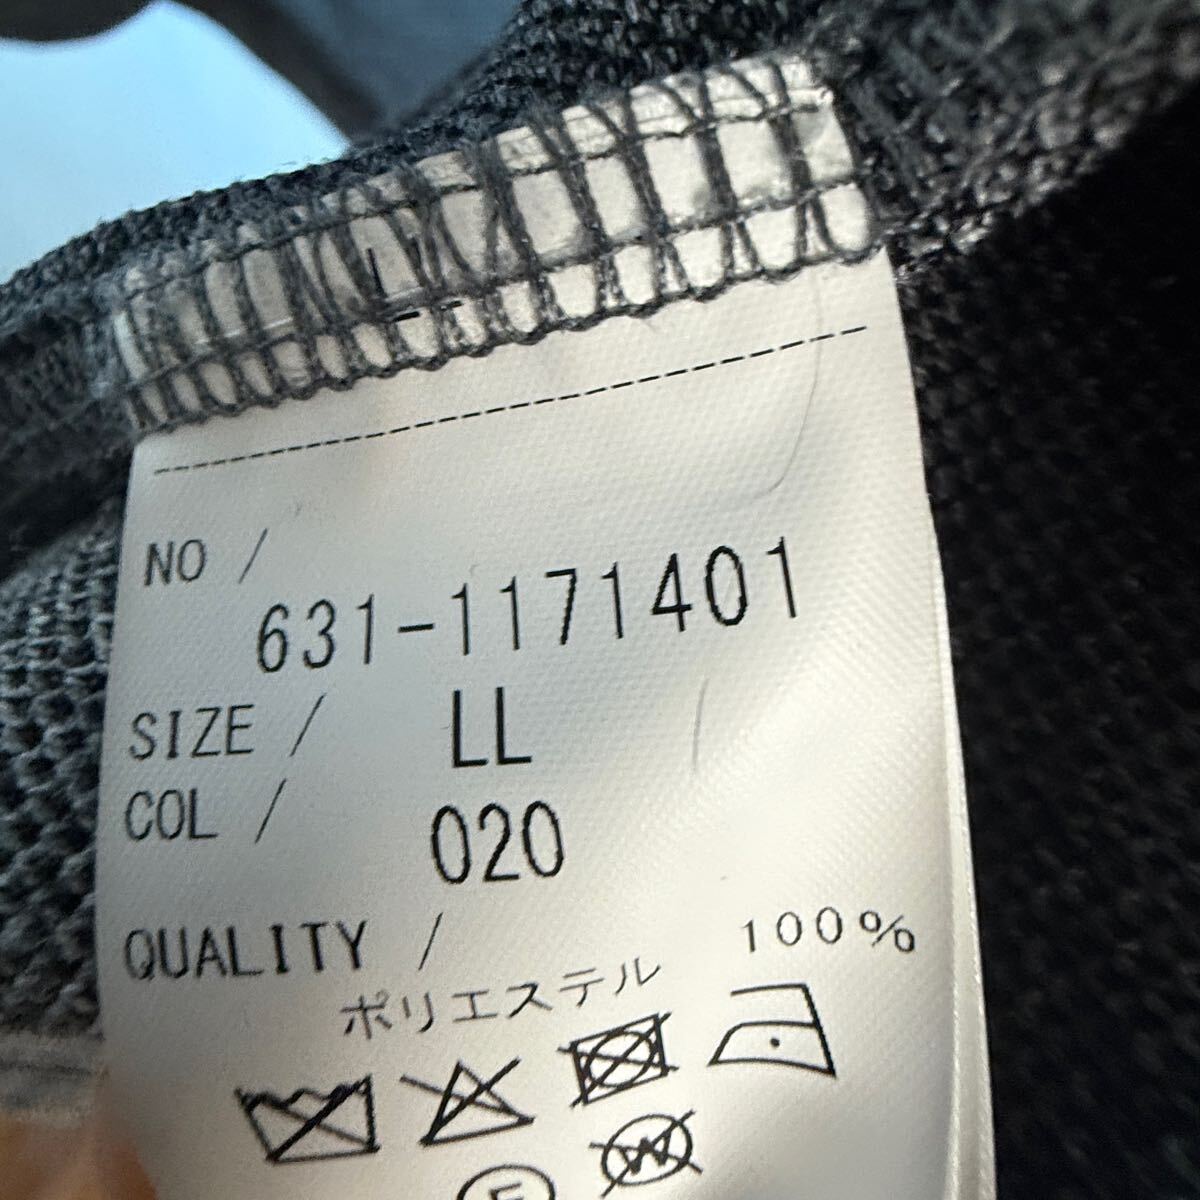 NO /
631-1171401
SIZE / LL
COL / 020
QUALITY /
ポリエステル 100%
W